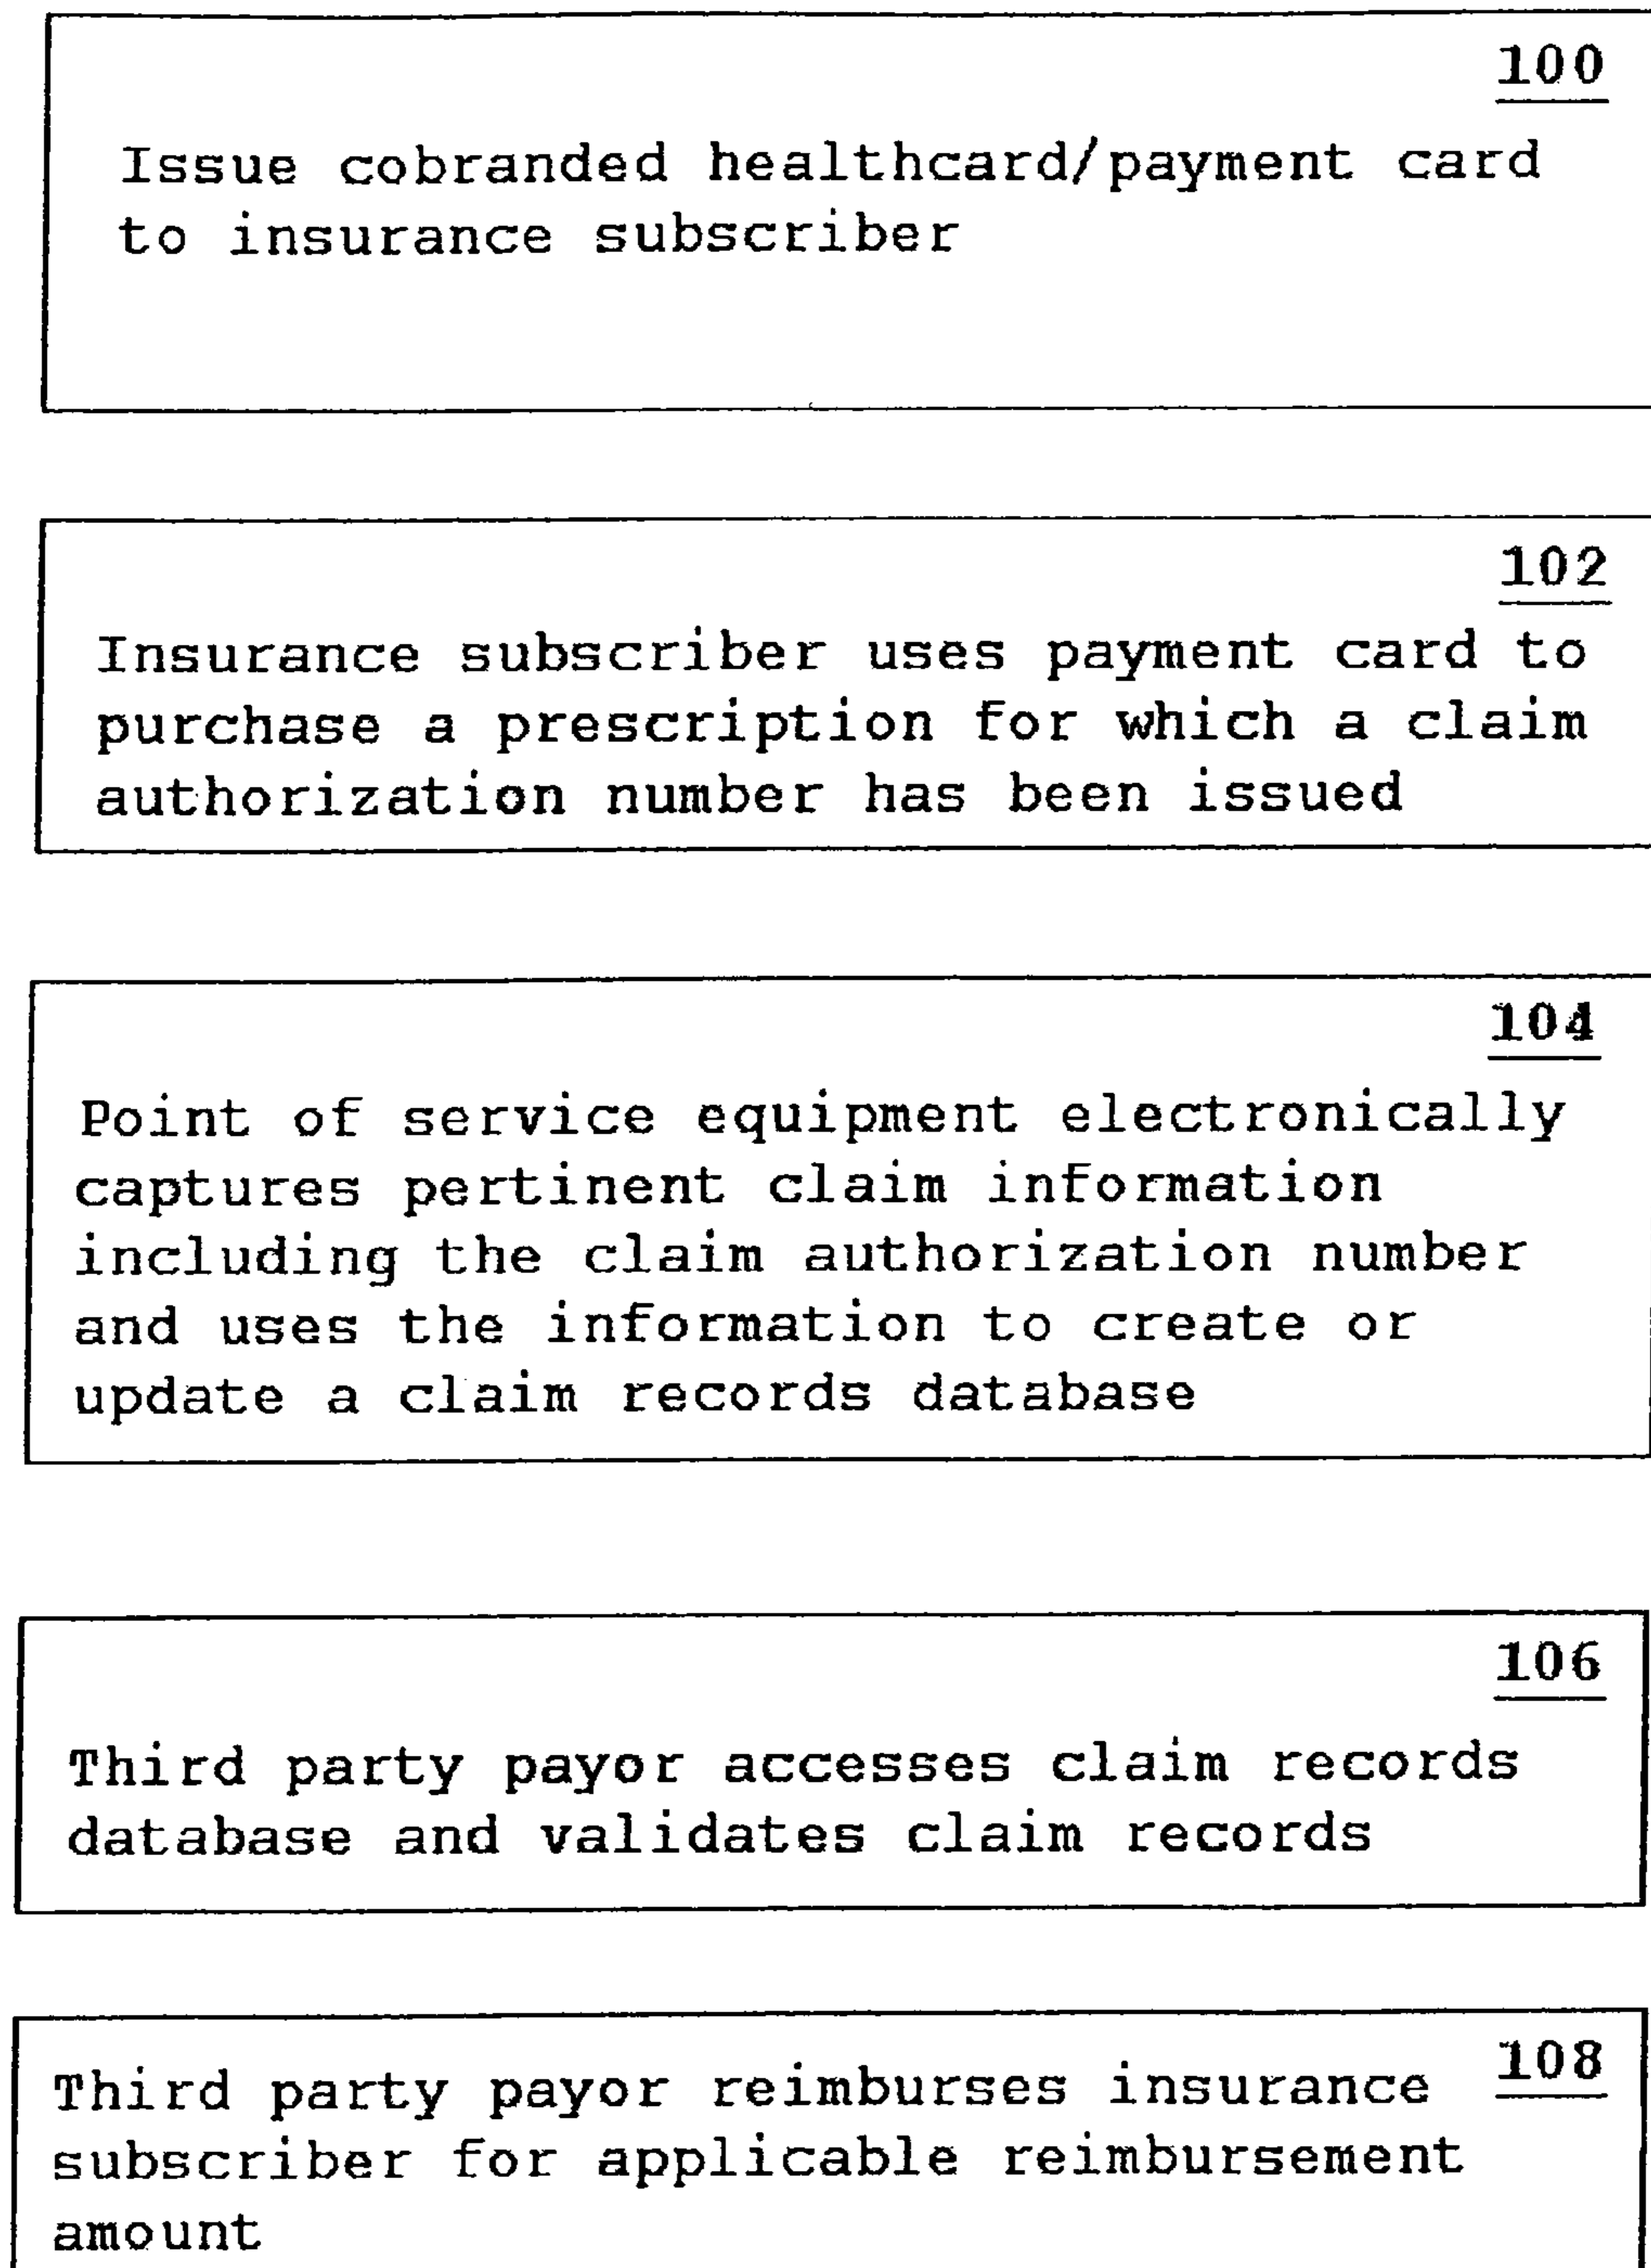 100
Issue cobranded healthcard/payment card
to insurance subscriber
102
Insurance subscriber uses payment card to
purchase a prescription for which a claim
authorization number has been issued
104
Point of service equipment electronically
captures pertinent claim information
including the claim authorization number
and uses the information to create or
update a claim records database
106
Third party payor accesses claim records
database and validates claim records
108
Third party payor reimburses insurance
subscriber for applicable reimbursement
amount